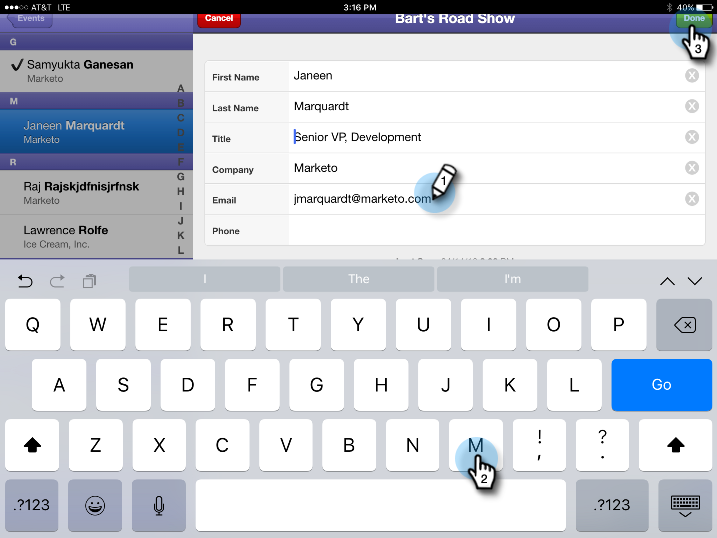 AT&T LTE
3:16 PM
40%
Events
Cancel
Bart's Road Show
Done
3
G
Samyukta Ganesan
Marketo
M
Janeen Marquardt
Marketo
R
Raj Rajskjdfnisjrfnsk
Marketo
Lawrence Rolfe
Ice Cream, Inc.
A
B
C
D
E
F
G
H
I
J
K
L
First Name Janeen
Last Name Marquardt
Title Senior VP, Development
Company Marketo
Email jmarquardt@marketo.com
1
Phone
I The I'm
Q W E R T Y U I O P
A S D F G H J K L Go
Z X C V B N M ! , ? .
2
.?123 .?123